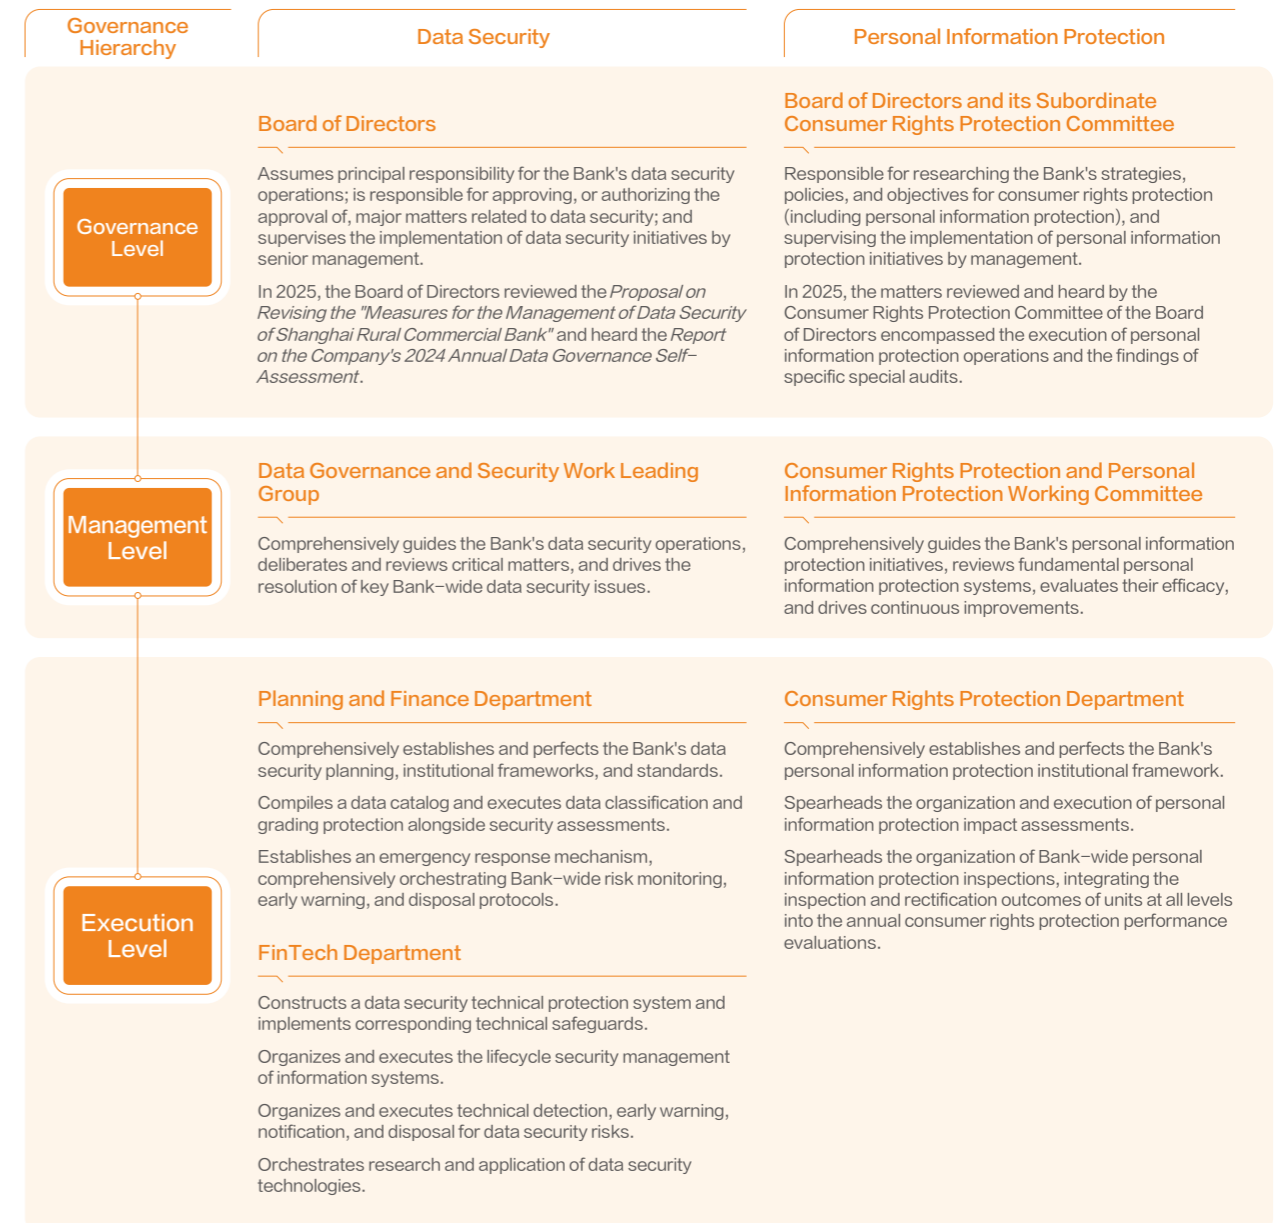 Governance
Hierarchy
Data Security
Personal Information Protection
Governance
Level
Board of Directors
Assumes principal responsibility for the Bank's data security
operations; is responsible for approving, or authorizing the
approval of, major matters related to data security; and
supervises the implementation of data security initiatives by
senior management.
In 2025, the Board of Directors reviewed the Proposal on
Revising the "Measures for the Management of Data Security
of Shanghai Rural Commercial Bank" and heard the Report
on the Company's 2024 Annual Data Governance Self-
Assessment.
Board of Directors and its Subordinate
Consumer Rights Protection Committee
Responsible for researching the Bank's strategies,
policies, and objectives for consumer rights protection
(including personal information protection), and
supervising the implementation of personal information
protection initiatives by management.
In 2025, the matters reviewed and heard by the
Consumer Rights Protection Committee of the Board
of Directors encompassed the execution of personal
information protection operations and the findings of
specific special audits.
Management
Level
Data Governance and Security Work Leading
Group
Comprehensively guides the Bank's data security operations,
deliberates and reviews critical matters, and drives the
resolution of key Bank-wide data security issues.
Consumer Rights Protection and Personal
Information Protection Working Committee
Comprehensively guides the Bank's personal information
protection initiatives, reviews fundamental personal
information protection systems, evaluates their efficacy,
and drives continuous improvements.
Execution
Level
Planning and Finance Department
Comprehensively establishes and perfects the Bank's data
security planning, institutional frameworks, and standards.
Compiles a data catalog and executes data classification and
grading protection alongside security assessments.
Establishes an emergency response mechanism,
comprehensively orchestrating Bank-wide risk monitoring,
early warning, and disposal protocols.
FinTech Department
Constructs a data security technical protection system and
implements corresponding technical safeguards.
Organizes and executes the lifecycle security management
of information systems.
Organizes and executes technical detection, early warning,
notification, and disposal for data security risks.
Orchestrates research and application of data security
technologies.
Consumer Rights Protection Department
Comprehensively establishes and perfects the Bank's
personal information protection institutional framework.
Spearheads the organization and execution of personal
information protection impact assessments.
Spearheads the organization of Bank-wide personal
information protection inspections, integrating the
inspection and rectification outcomes of units at all levels
into the annual consumer rights protection performance
evaluations.